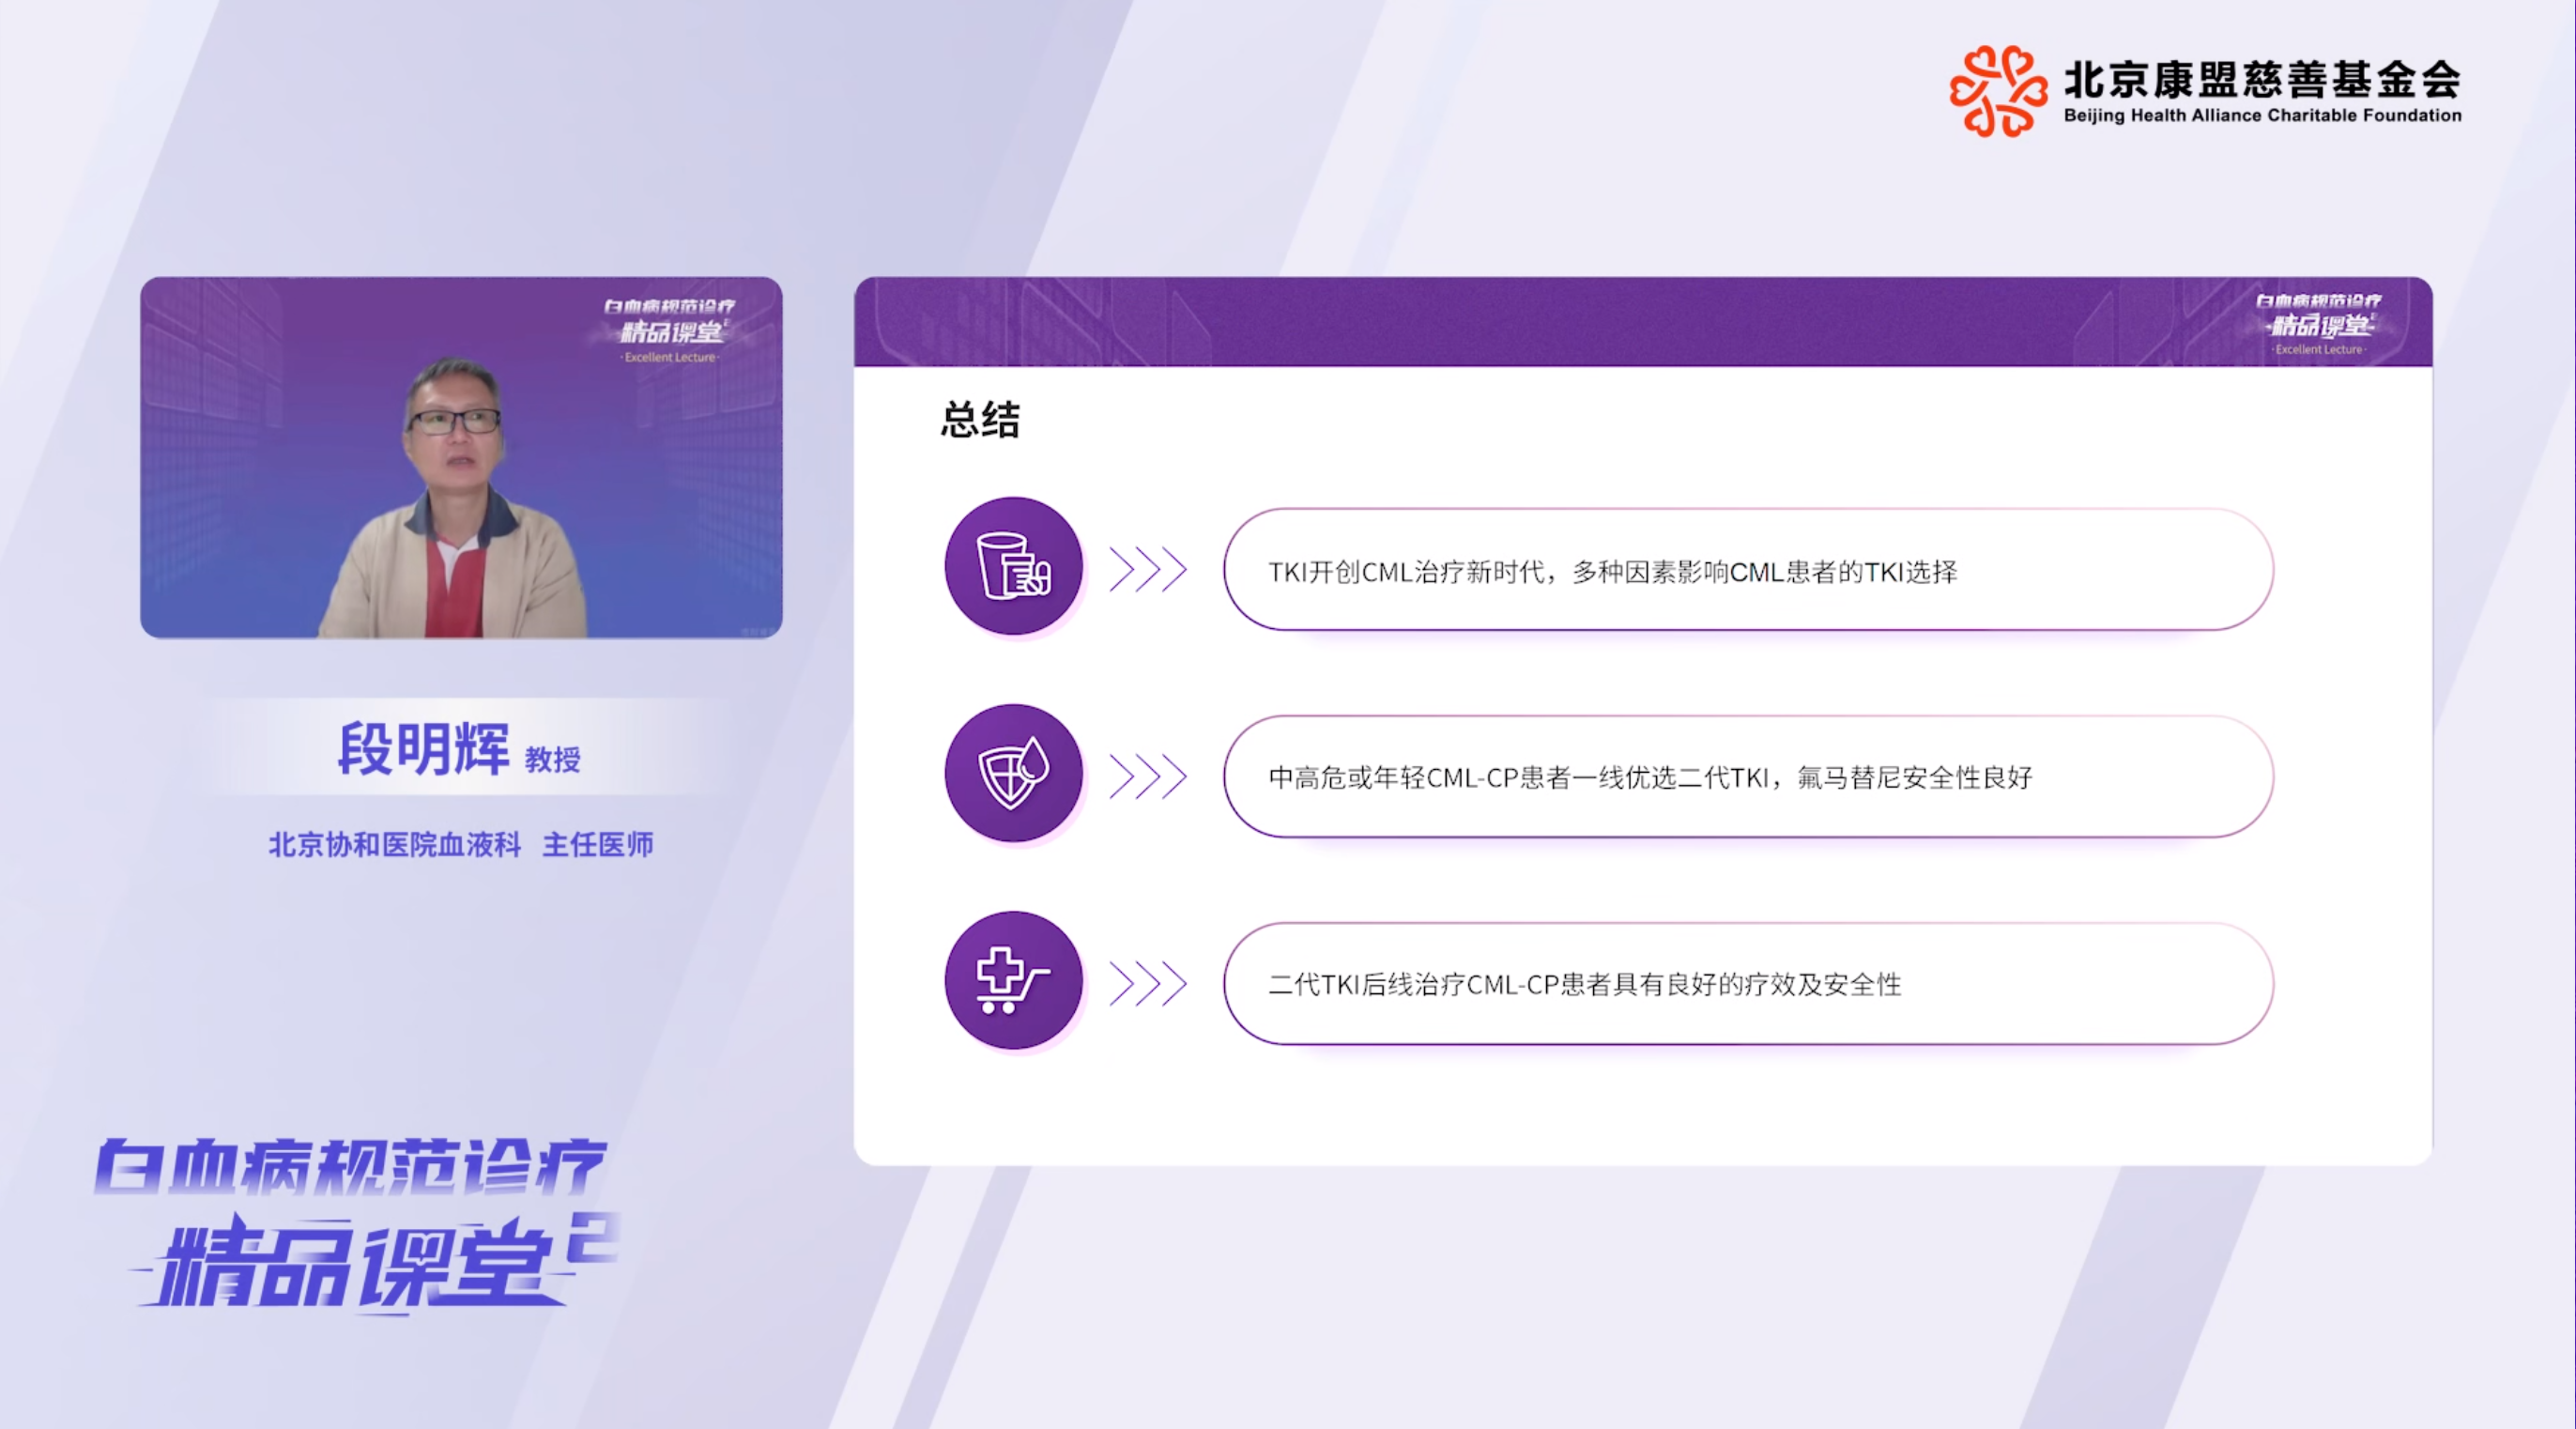 北京康盟慈善基金会
Beijing Health Alliance Charitable Foundation
白血病规范诊疗
精品课堂2
·Excellent Lecture·
段明辉 教授
北京协和医院血液科 主任医师
白血病规范诊疗
精品课堂2
白血病规范诊疗
精品课堂2
·Excellent Lecture·
总结
TKI开创CML治疗新时代，多种因素影响CML患者的TKI选择
中高危或年轻CML-CP患者一线优选二代TKI，氟马替尼安全性良好
二代TKI后线治疗CML-CP患者具有良好的疗效及安全性